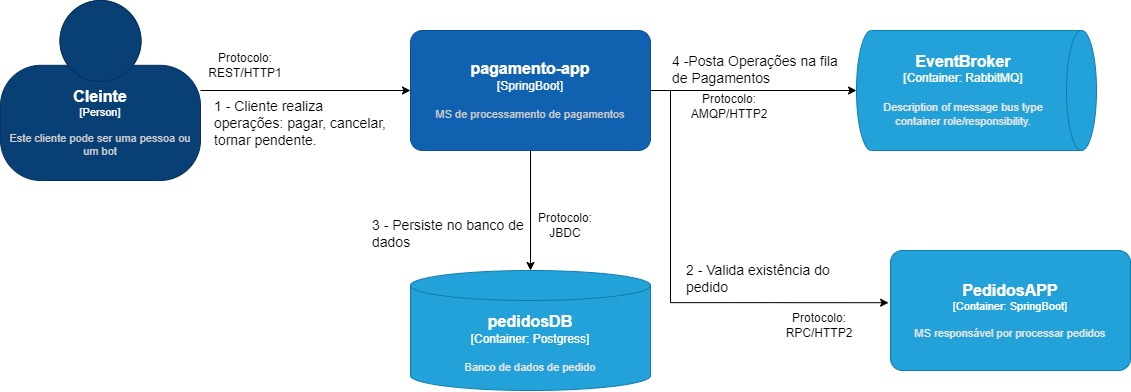 Cleinte
[Person]
Este cliente pode ser uma pessoa ou
um bot
Protocolo:
REST/HTTP1
1 - Cliente realiza
operações: pagar, cancelar,
tornar pendente.
pagamento-app
[SpringBoot]
MS de processamento de pagamentos
4 -Posta Operações na fila
de Pagamentos
Protocolo:
AMQP/HTTP2
EventBroker
[Container: RabbitMQ]
Description of message bus type
container role/responsibility.
3 - Persiste no banco de
dados
Protocolo:
JBDC
2 - Valida existência do
pedido
Protocolo:
RPC/HTTP2
PedidosAPP
[Container: SpringBoot]
MS responsável por processar pedidos
pedidosDB
[Container: Postgress]
Banco de dados de pedido